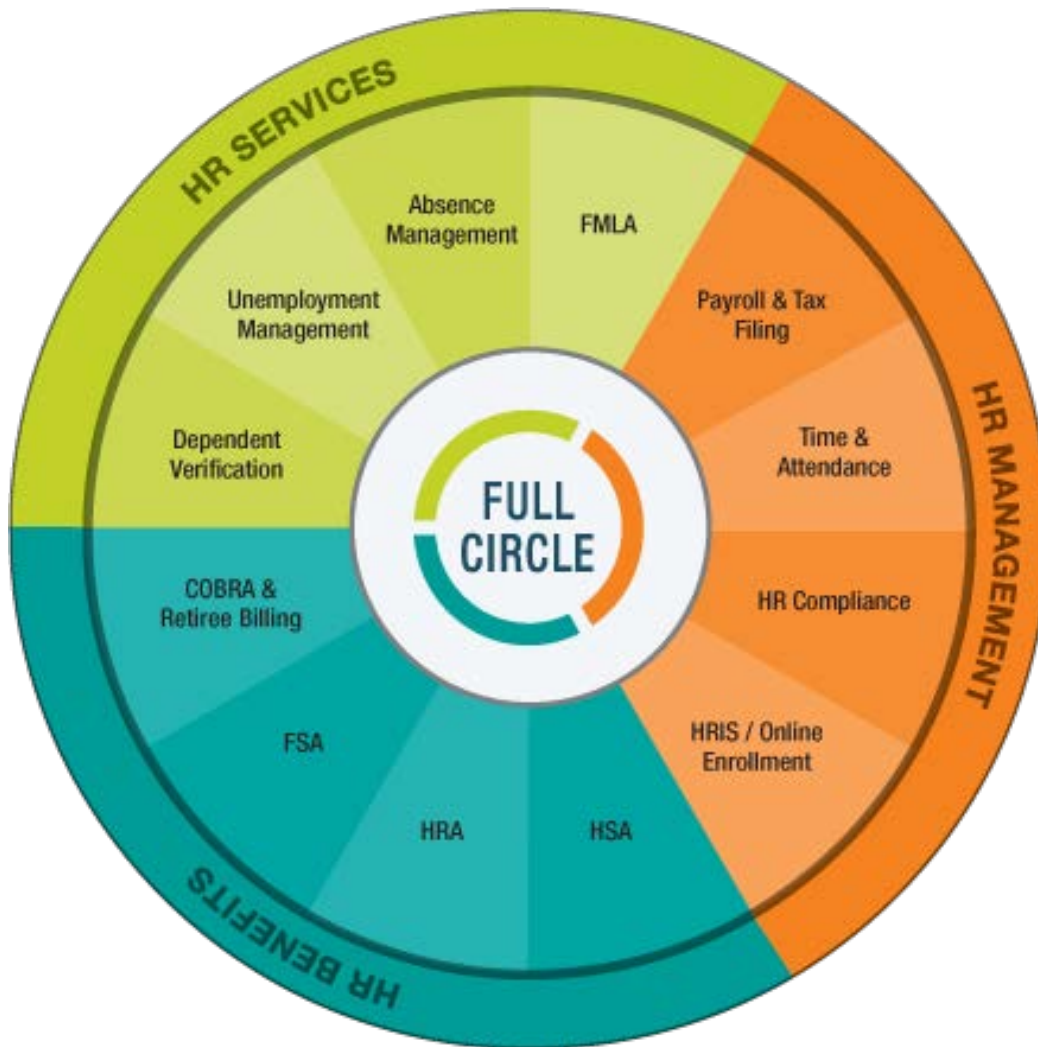 HR SERVICES
Absence
Management
FMLA
Unemployment
Management
Dependent
Verification
HR MANAGEMENT
Payroll & Tax
Filing
Time &
Attendance
HR Compliance
HRIS / Online
Enrollment
HR BENEFITS
COBRA &
Retiree Billing
FSA
HRA
HSA
FULL
CIRCLE